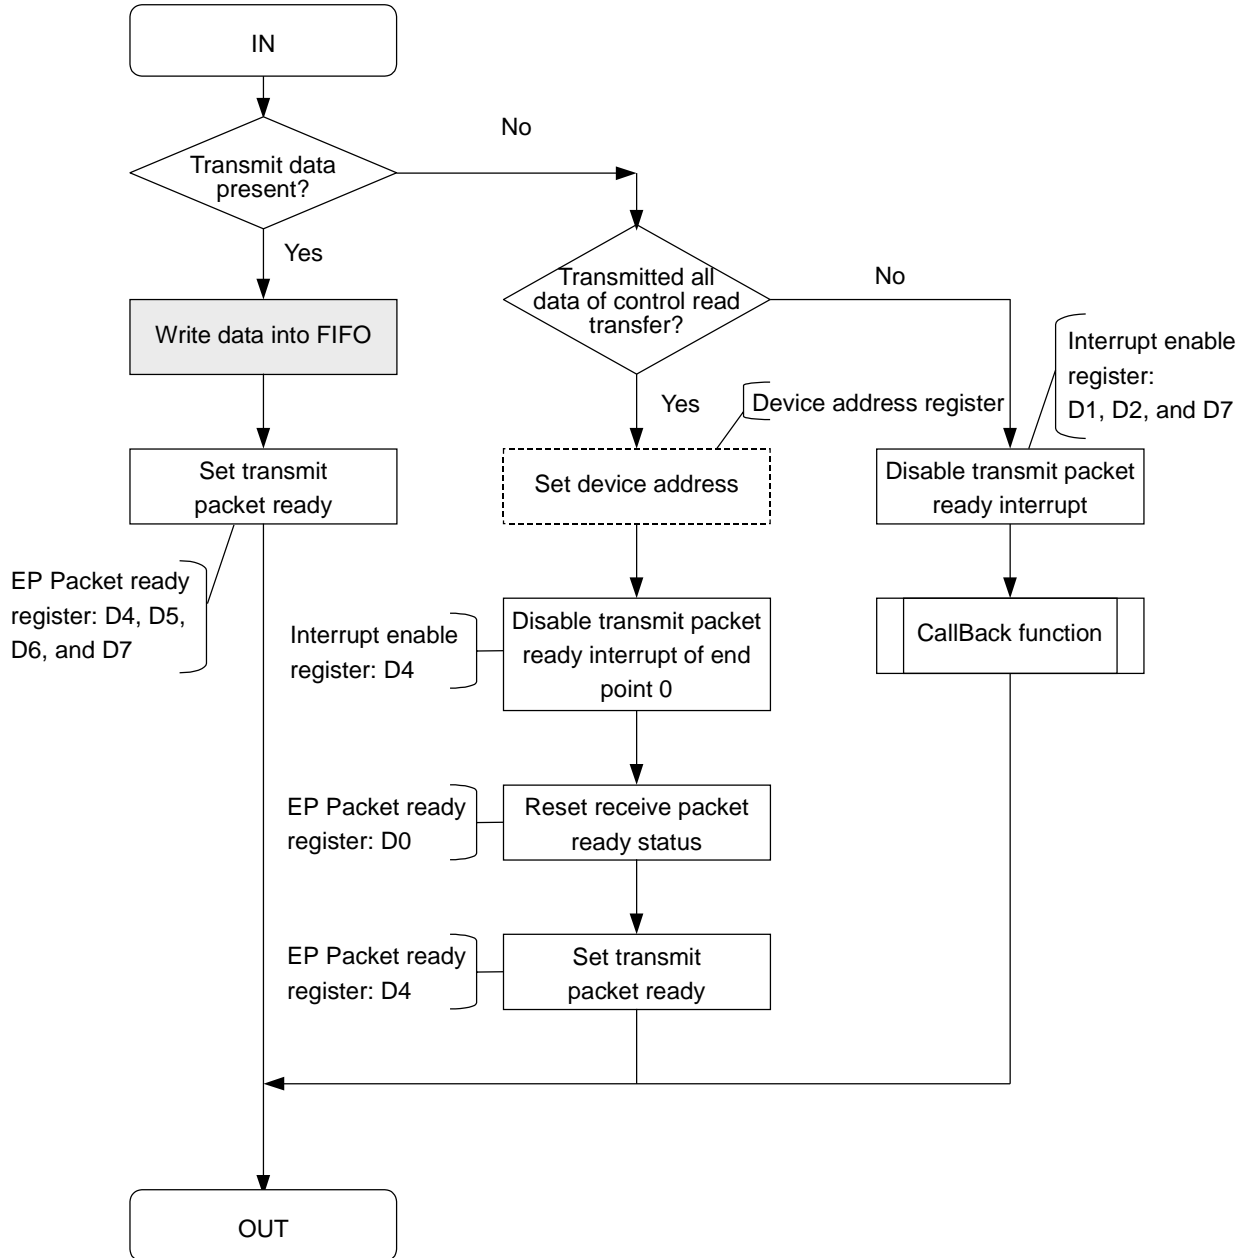 IN
No
Transmit data
present?
Yes
Transmitted all
data of control read
transfer?
No
Write data into FIFO
Interrupt enable
register:
D1, D2, and D7
Yes
Device address register
Set transmit
packet ready
Set device address
Disable transmit packet
ready interrupt
EP Packet ready
register: D4, D5,
D6, and D7
Interrupt enable
register: D4
Disable transmit packet
ready interrupt of end
point 0
CallBack function
EP Packet ready
register: D0
Reset receive packet
ready status
EP Packet ready
register: D4
Set transmit
packet ready
OUT